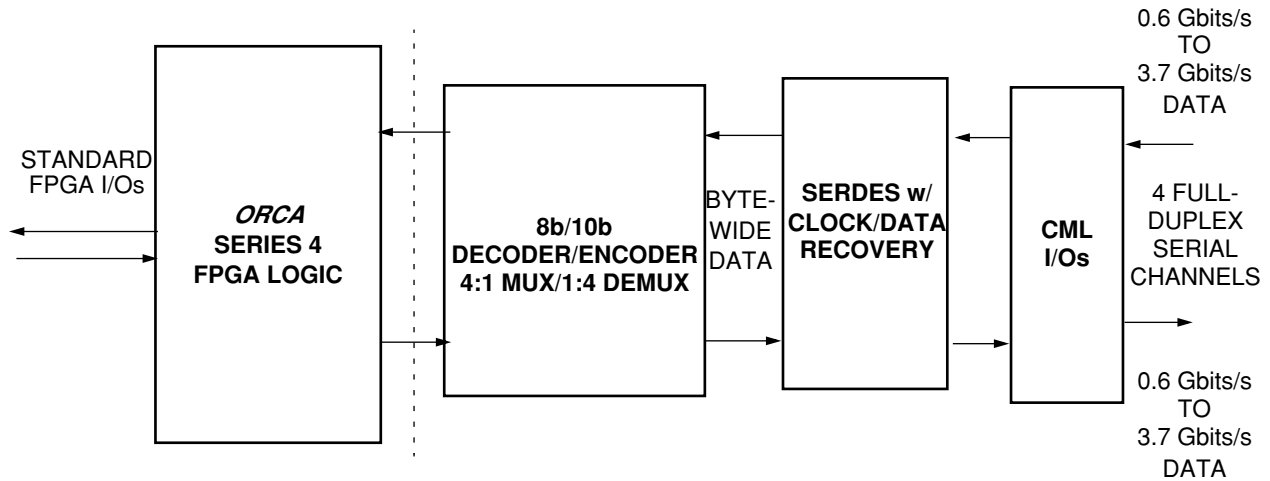 STANDARD
FPGA I/Os
ORCA
SERIES 4
FPGA LOGIC
8b/10b
DECODER/ENCODER
4:1 MUX/1:4 DEMUX
BYTE-
WIDE
DATA
SERDES w/
CLOCK/DATA
RECOVERY
CML
I/Os
0.6 Gbits/s
TO
3.7 Gbits/s
DATA
4 FULL-
DUPLEX
SERIAL
CHANNELS
0.6 Gbits/s
TO
3.7 Gbits/s
DATA